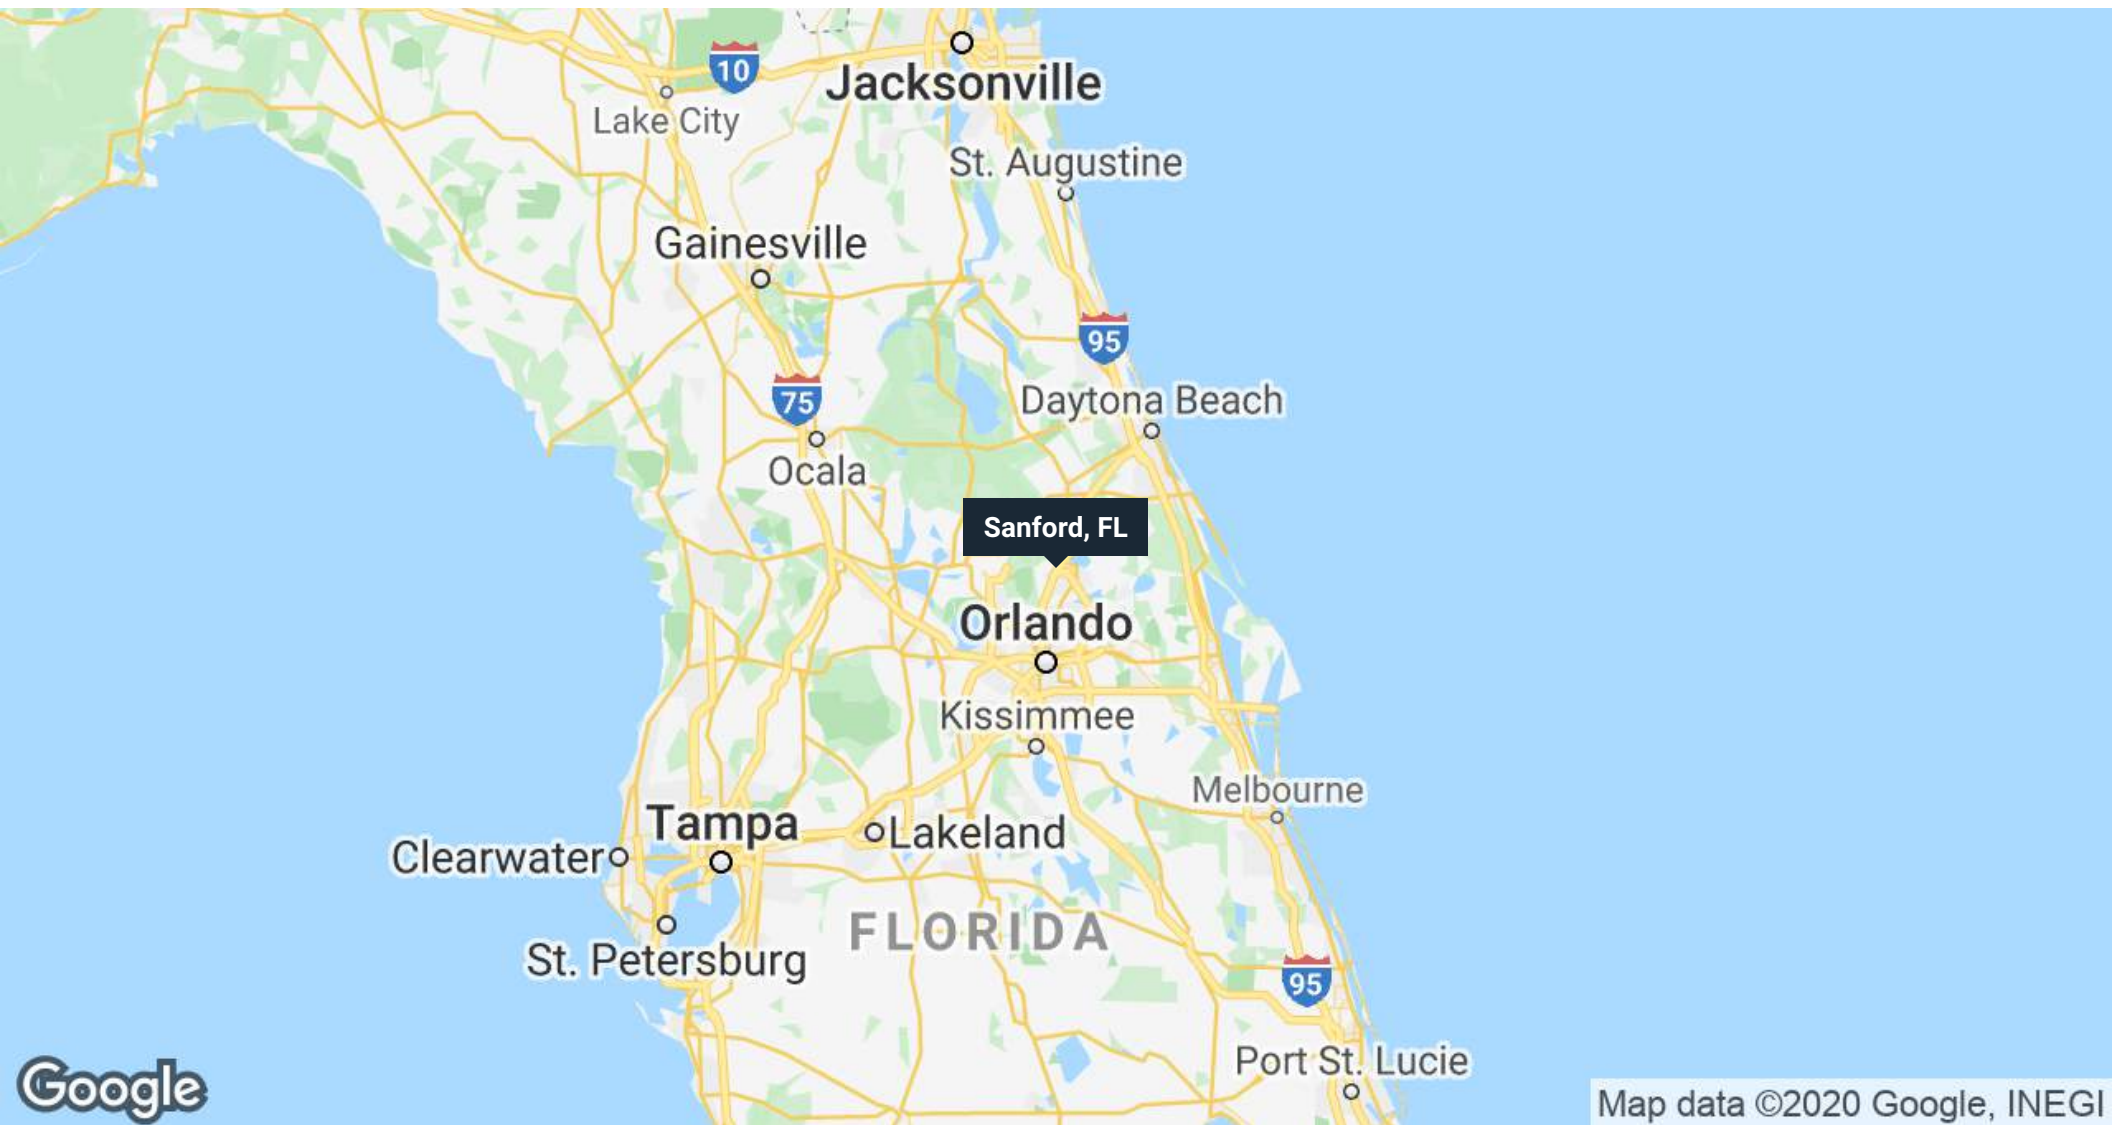 10
Jacksonville
Lake City
St. Augustine
Gainesville
95
75
Daytona Beach
Ocala
Sanford, FL
Orlando
Kissimmee
Melbourne
Tampa
Lakeland
Clearwater
FLORIDA
St. Petersburg
95
Port St. Lucie
Google
Map data ©2020 Google, INEGI